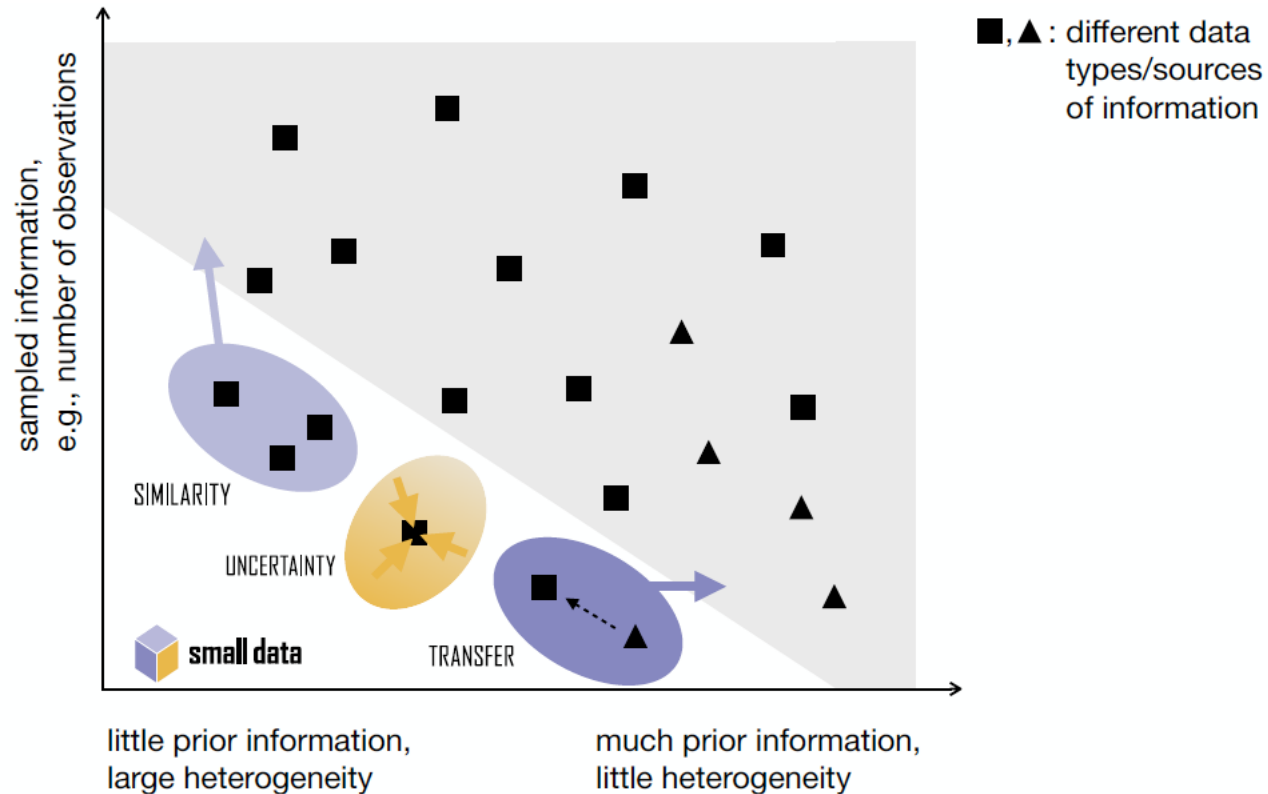 ■,▲: different data
types/sources
of information
sampled information,
e.g., number of observations
SIMILARITY
UNCERTAINTY
TRANSFER
small data
little prior information,
large heterogeneity
much prior information,
little heterogeneity